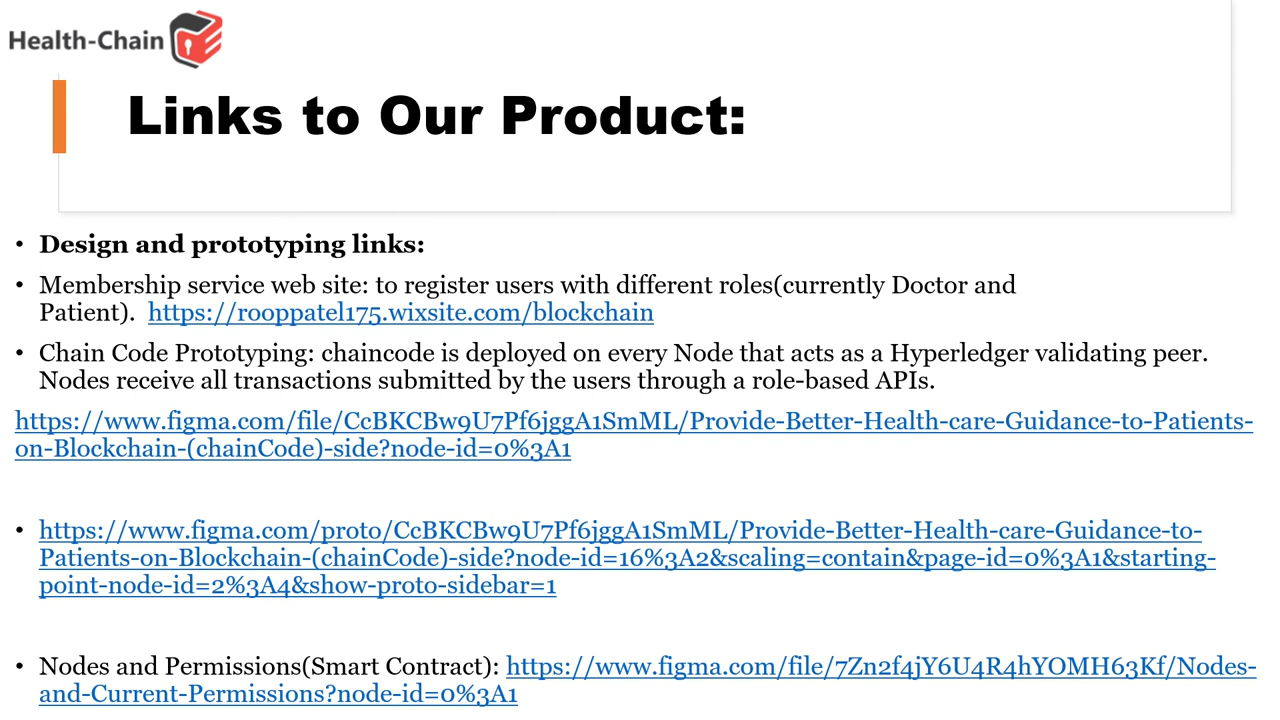 Health-Chain
Links to Our Product:
• Design and prototyping links:
• Membership service web site: to register users with different roles(currently Doctor and
Patient).  https://rooppatel175.wixsite.com/blockchain
• Chain Code Prototyping: chaincode is deployed on every Node that acts as a Hyperledger validating peer.
Nodes receive all transactions submitted by the users through a role-based APIs.
https://www.figma.com/file/CcBKCBw9U7Pf6jggA1SmML/Provide-Better-Health-care-Guidance-to-Patients-
on-Blockchain-(chainCode)-side?node-id=0%3A1
• https://www.figma.com/proto/CcBKCBw9U7Pf6jggA1SmML/Provide-Better-Health-care-Guidance-to-
Patients-on-Blockchain-(chainCode)-side?node-id=16%3A2&scaling=contain&page-id=0%3A1&starting-
point-node-id=2%3A4&show-proto-sidebar=1
• Nodes and Permissions(Smart Contract): https://www.figma.com/file/7Zn2f4jY6U4R4hYOMH63Kf/Nodes-
and-Current-Permissions?node-id=0%3A1